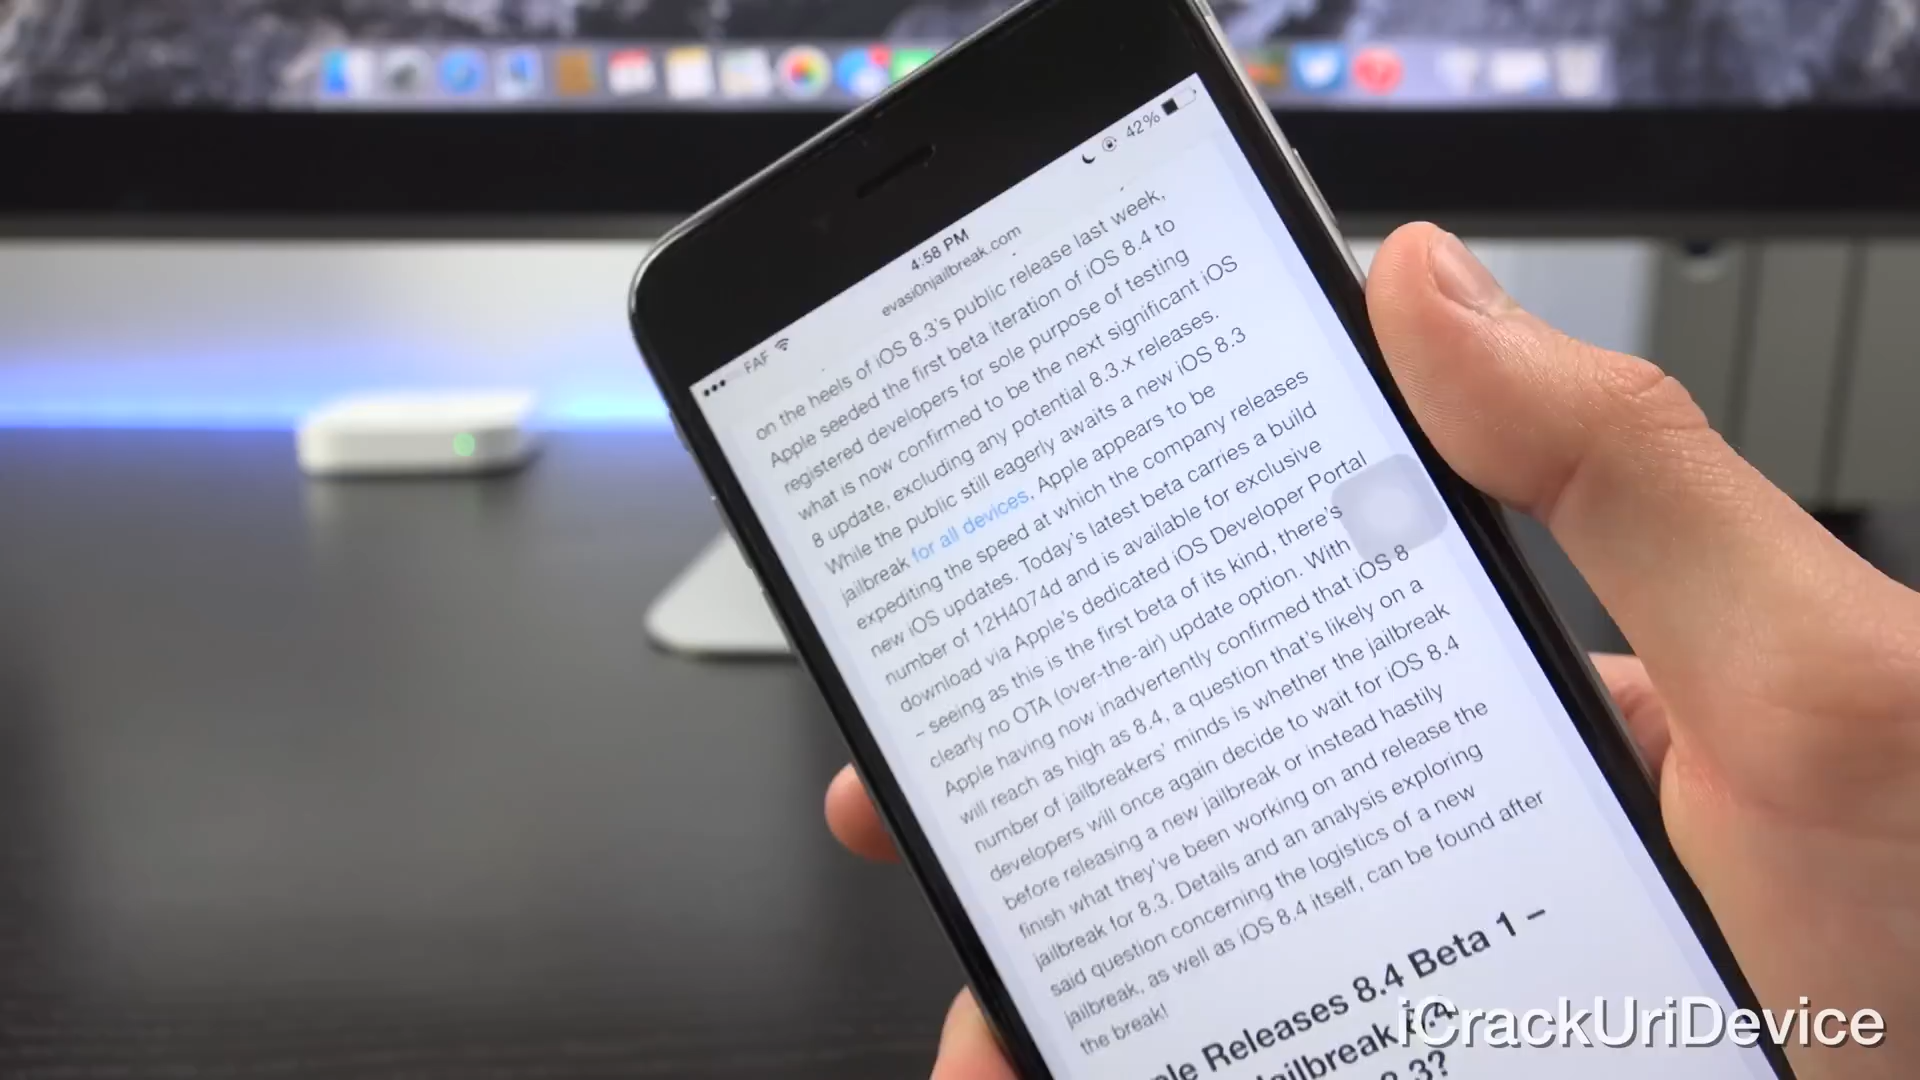 FAF 4:58 PM 42%
evasi0njailbreak.com
on the heels of iOS 8.3's public release last week,
Apple seeded the first beta iteration of iOS 8.4 to
registered developers for sole purpose of testing
what is now confirmed to be the next significant iOS
8 update, excluding any potential 8.3.x releases.
While the public still eagerly awaits a new iOS 8.3
jailbreak for all devices, Apple appears to be
expediting the speed at which the company releases
new iOS updates. Today's latest beta carries a build
number of 12H4074d and is available for exclusive
download via Apple's dedicated iOS Developer Portal
– seeing as this is the first beta of its kind, there's
clearly no OTA (over-the-air) update option. With
Apple having now inadvertently confirmed that iOS 8
will reach as high as 8.4, a question that's likely on a
number of jailbreakers' minds is whether the jailbreak
developers will once again decide to wait for iOS 8.4
before releasing a new jailbreak or instead hastily
finish what they've been working on and release the
jailbreak for 8.3. Details and an analysis exploring
said question concerning the logistics of a new
jailbreak, as well as iOS 8.4 itself, can be found after
the break!
Releases 8.4 Beta 1 –
8.4
8.3?
iCrackUriDevice